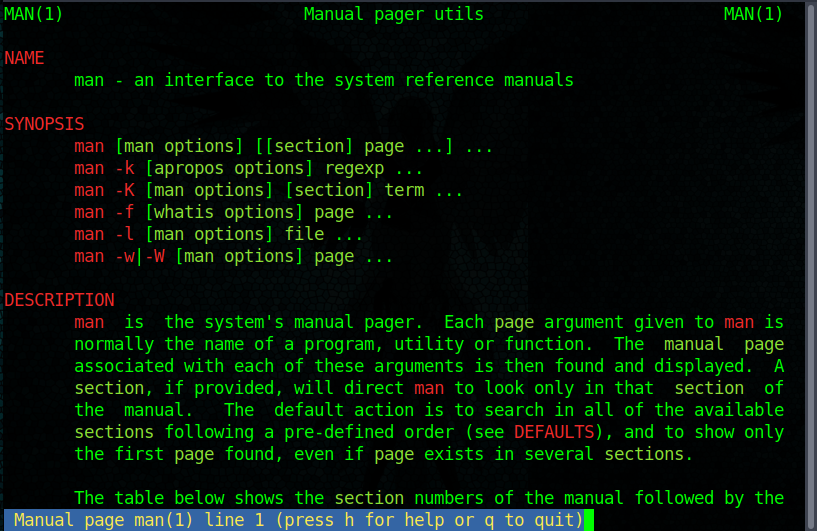 MAN(1)                        Manual pager utils                        MAN(1)
NAME
       man - an interface to the system reference manuals
SYNOPSIS
       man [man options] [[section] page ...] ...
       man -k [apropos options] regexp ...
       man -K [man options] [section] term ...
       man -f [whatis options] page ...
       man -l [man options] file ...
       man -w|-W [man options] page ...
DESCRIPTION
       man  is  the system's manual pager.  Each page argument given to man is
       normally the name of a program, utility or function.  The  manual  page
       associated with each of these arguments is then found and displayed.  A
       section, if provided, will direct man to look only in that  section  of
       the  manual.   The  default action is to search in all of the available
       sections following a pre-defined order (see DEFAULTS), and to show only
       the first page found, even if page exists in several sections.
       The table below shows the section numbers of the manual followed by the
 Manual page man(1) line 1 (press h for help or q to quit)